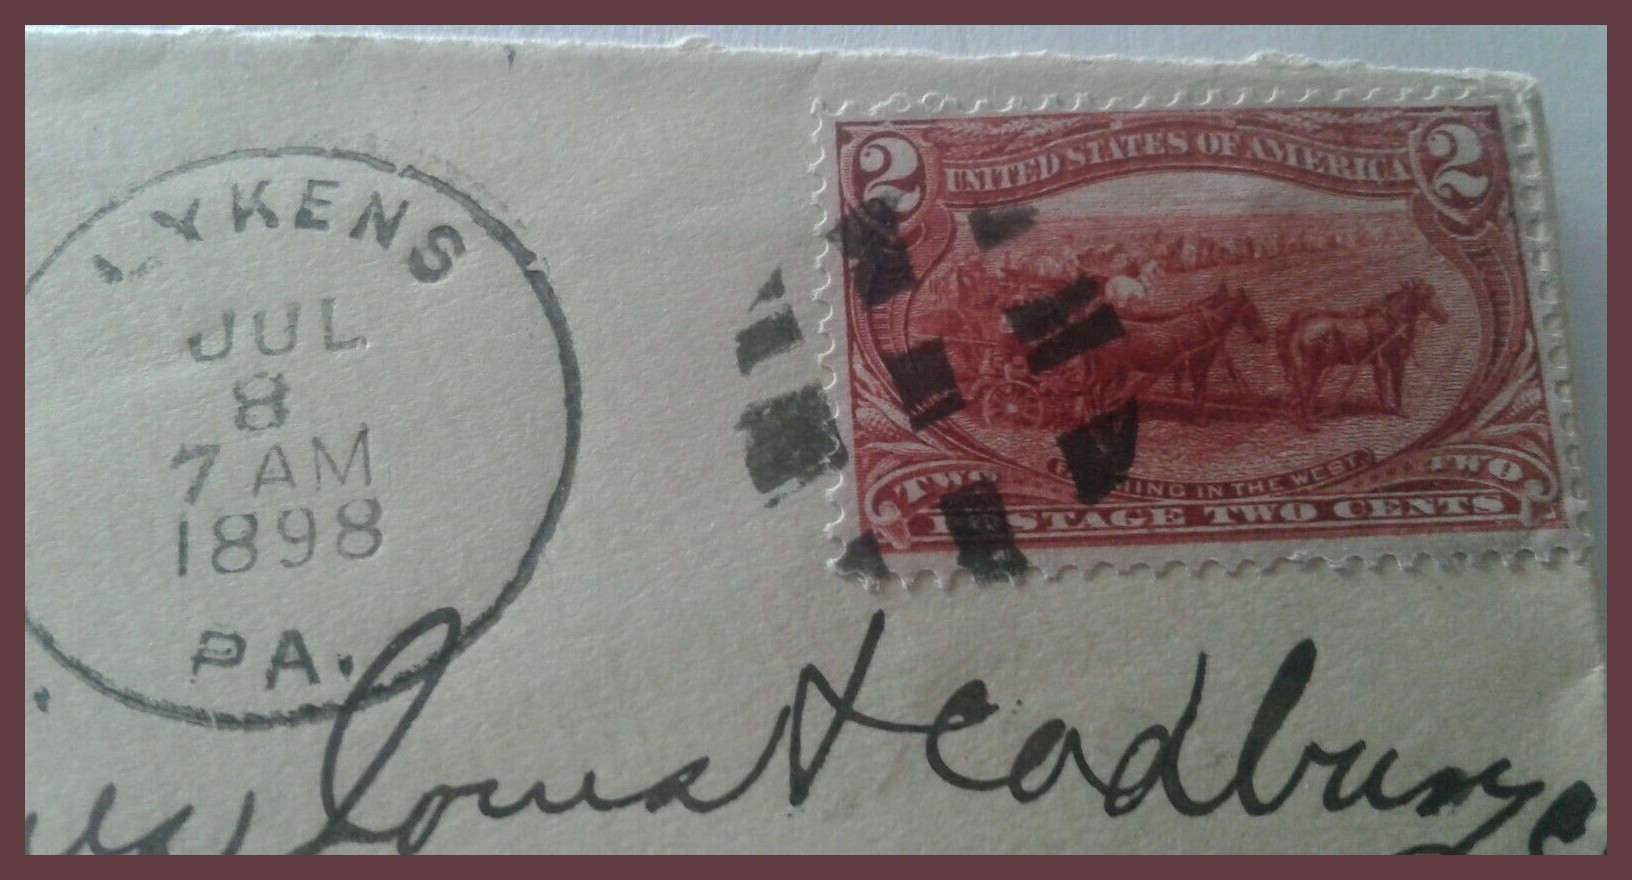 LYKENS
JUL
8
7 AM
1898
PA.
2 UNITED STATES OF AMERICA 2
FARMING IN THE WEST.
TWO TWO
POSTAGE TWO CENTS